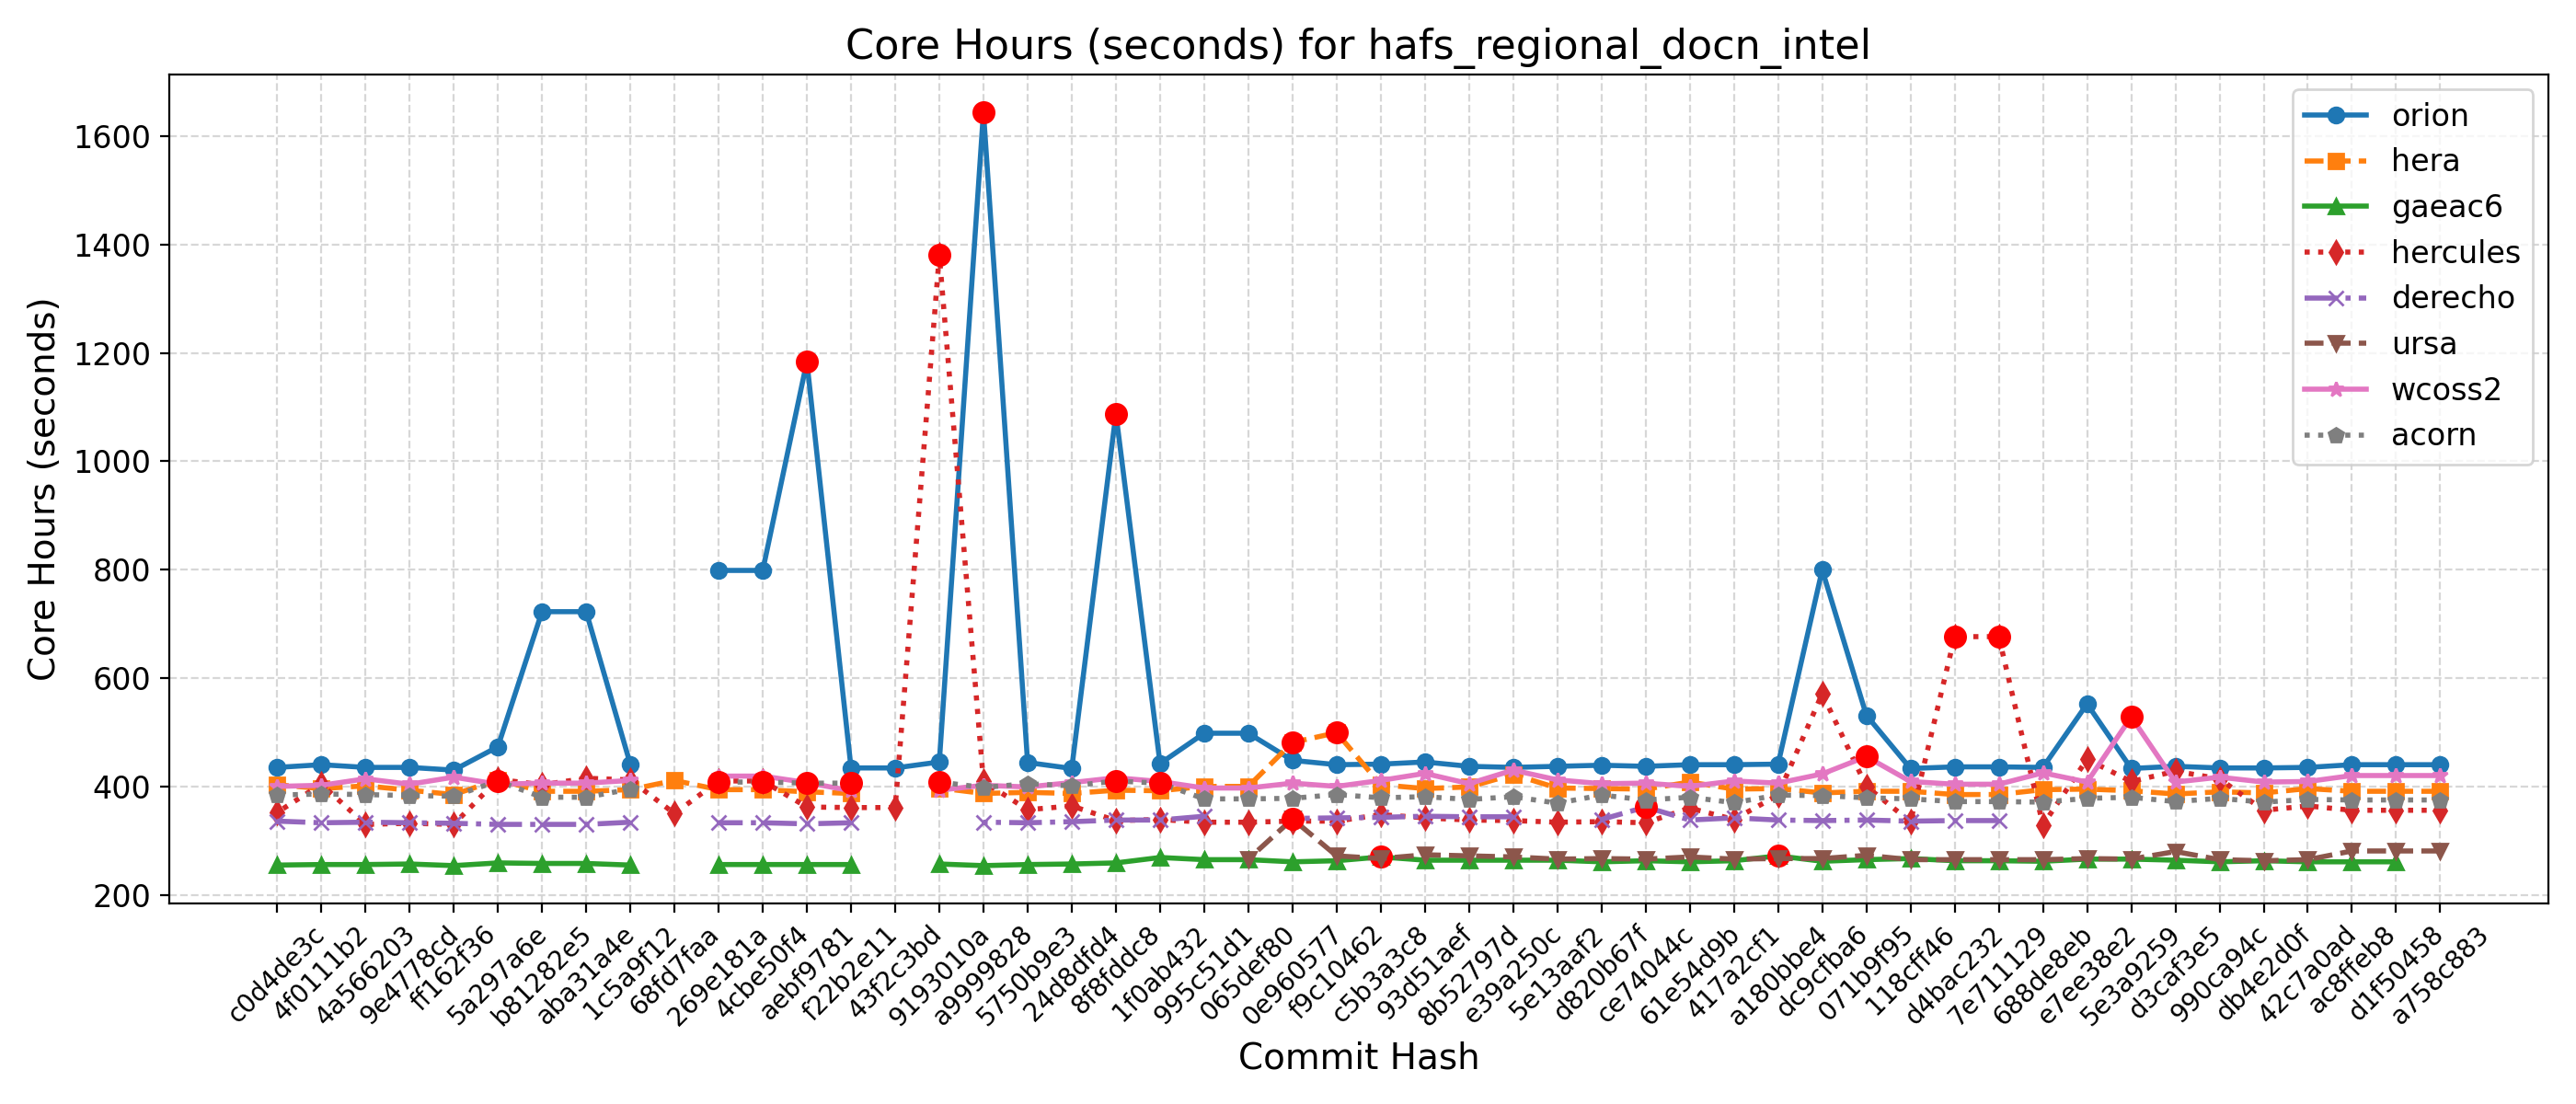 Core Hours (seconds) for hafs_regional_docn_intel
Core Hours (seconds)
1600
1400
1200
1000
800
600
400
200
orion
hera
gaeac6
hercules
derecho
ursa
wcoss2
acorn
c0d4de3c
4f0111b2
4a566203
9e4778cd
ff162f36
5a297a6e
b81282e5
aba31a4e
1c5a9f12
68fd7faa
269e181a
4cbe50f4
aebf9781
f22b2e11
43f2c3bd
9193010a
a9999828
5750b9e3
24d8dfd4
8f8fddc8
1f0ab432
995c51d1
065def80
0e960577
f9c10462
c5b3a3c8
93d51aef
8b52797d
e39a250c
5e13aaf2
d820b67f
ce74044c
61e54d9b
417a2cf1
a180bbe4
dc9cfba6
071b9f95
118cff46
d4bac232
7e711129
688de8eb
e7ee38e2
5e3a9259
d3caf3e5
990ca94c
db4e2d0f
42c7a0ad
ac8ffeb8
d1f50458
a758c883
Commit Hash